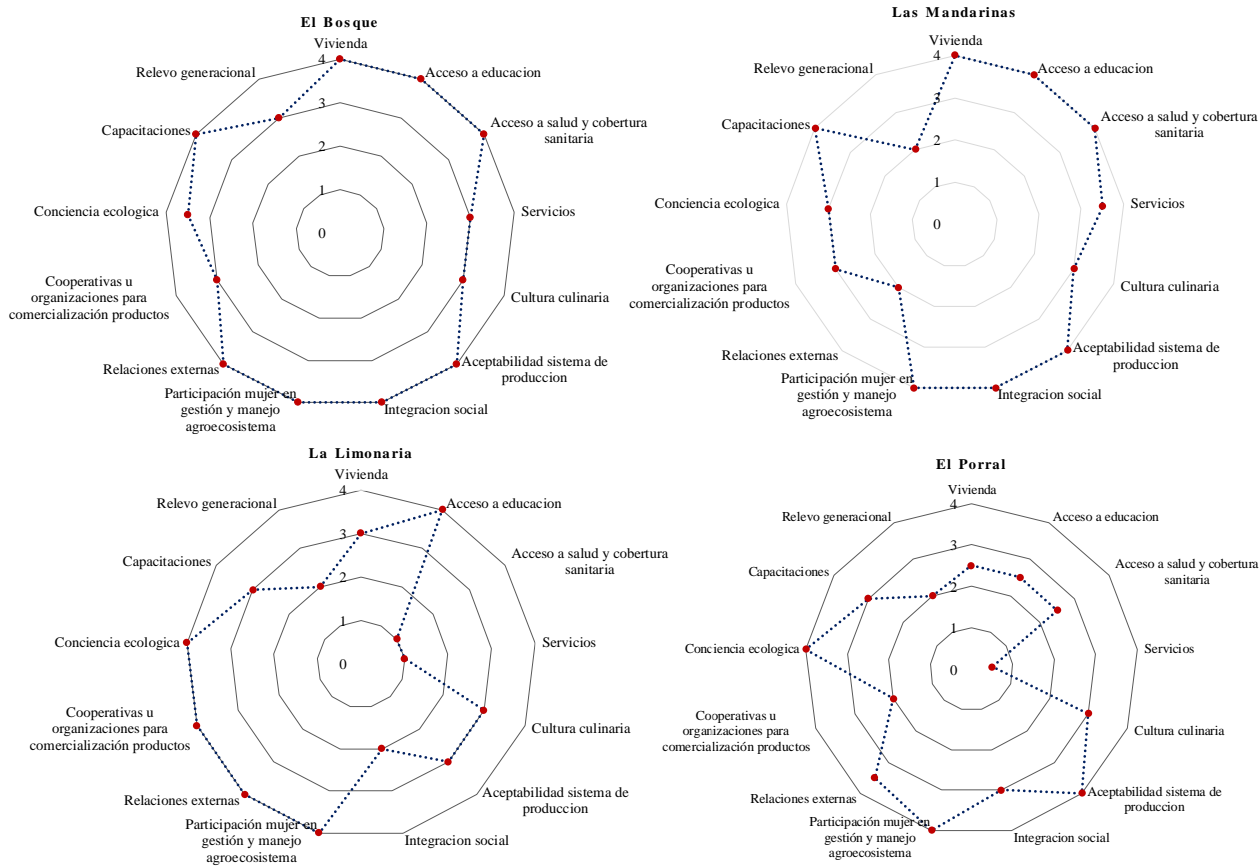 El Bosque
Vivienda
Acceso a educacion
Acceso a salud y cobertura
sanitaria
Servicios
Cultura culinaria
Aceptabilidad sistema de
produccion
Integracion social
Participación mujer en
gestión y manejo
agroecosistema
Relaciones externas
Cooperativas u
organizaciones para
comercialización productos
Conciencia ecologica
Capacitaciones
Relevo generacional
4
3
2
1
0
Las Mandarinas
Vivienda
Acceso a educacion
Acceso a salud y cobertura
sanitaria
Servicios
Cultura culinaria
Aceptabilidad sistema de
produccion
Integracion social
Participación mujer en
gestión y manejo
agroecosistema
Relaciones externas
Cooperativas u
organizaciones para
comercialización productos
Conciencia ecologica
Capacitaciones
Relevo generacional
4
3
2
1
0
La Limonaria
Vivienda
Acceso a educacion
Acceso a salud y cobertura
sanitaria
Servicios
Cultura culinaria
Aceptabilidad sistema de
produccion
Integracion social
Participación mujer en
gestión y manejo
agroecosistema
Relaciones externas
Cooperativas u
organizaciones para
comercialización productos
Conciencia ecologica
Capacitaciones
Relevo generacional
4
3
2
1
0
El Porral
Vivienda
Acceso a educacion
Acceso a salud y cobertura
sanitaria
Servicios
Cultura culinaria
Aceptabilidad sistema de
produccion
Integracion social
Participación mujer en
gestión y manejo
agroecosistema
Relaciones externas
Cooperativas u
organizaciones para
comercialización productos
Conciencia ecologica
Capacitaciones
Relevo generacional
4
3
2
1
0